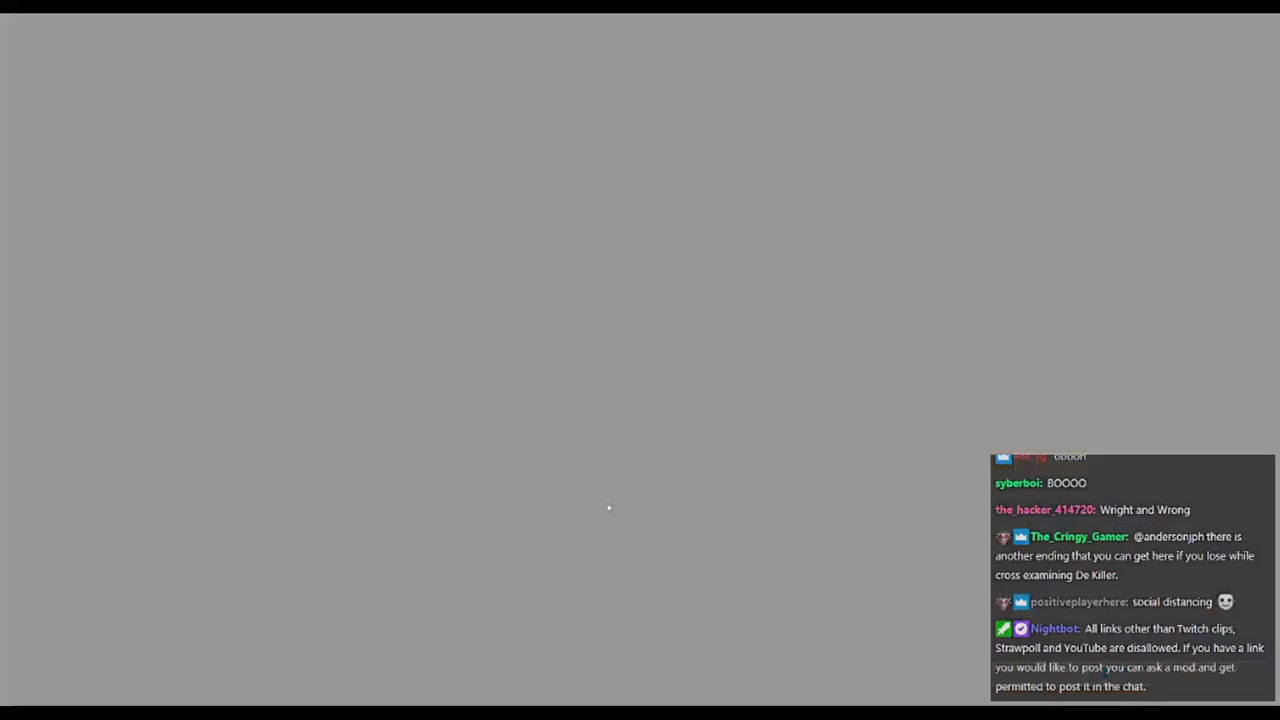 ooooh
syberboi: BOOOO
the_hacker_414720: Wright and Wrong
The_Cringy_Gamer: @andersonjph there is
another ending that you can get here if you lose while
cross examining De Killer.
positiveplayerhere: social distancing
Nightbot: All links other than Twitch clips,
Strawpoll and YouTube are disallowed. If you have a link
you would like to post you can ask a mod and get
permitted to post it in the chat.